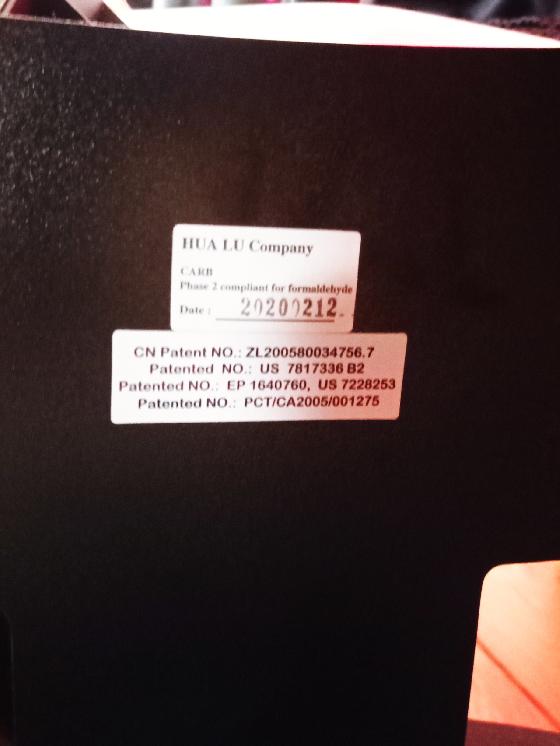 HUA LU Company
CARB
Phase 2 compliant for formaldehyde
Date : 20200212
CN Patent NO.: ZL200580034756.7
Patented NO.: US 7817336 B2
Patented NO.: EP 1640760, US 7228253
Patented NO.: PCT/CA2005/001275